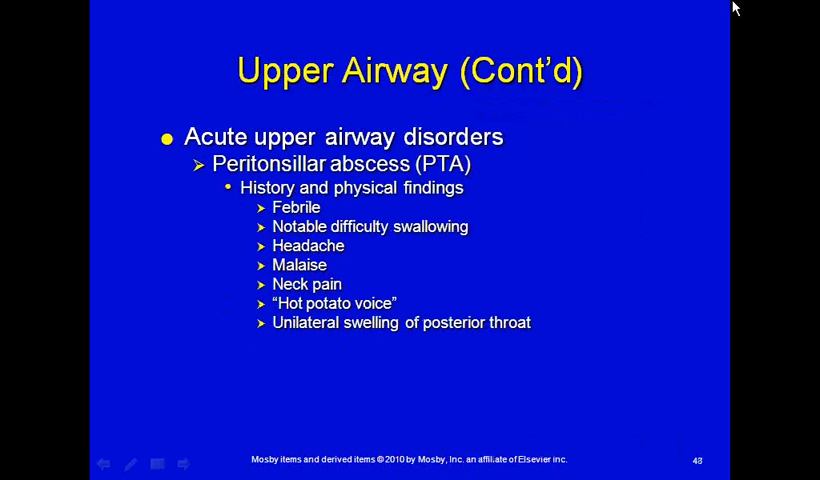 Upper Airway (Cont’d)
Acute upper airway disorders
Peritonsillar abscess (PTA)
History and physical findings
Febrile
Notable difficulty swallowing
Headache
Malaise
Neck pain
“Hot potato voice”
Unilateral swelling of posterior throat
Mosby items and derived items © 2010 by Mosby, Inc. an affiliate of Elsevier inc.